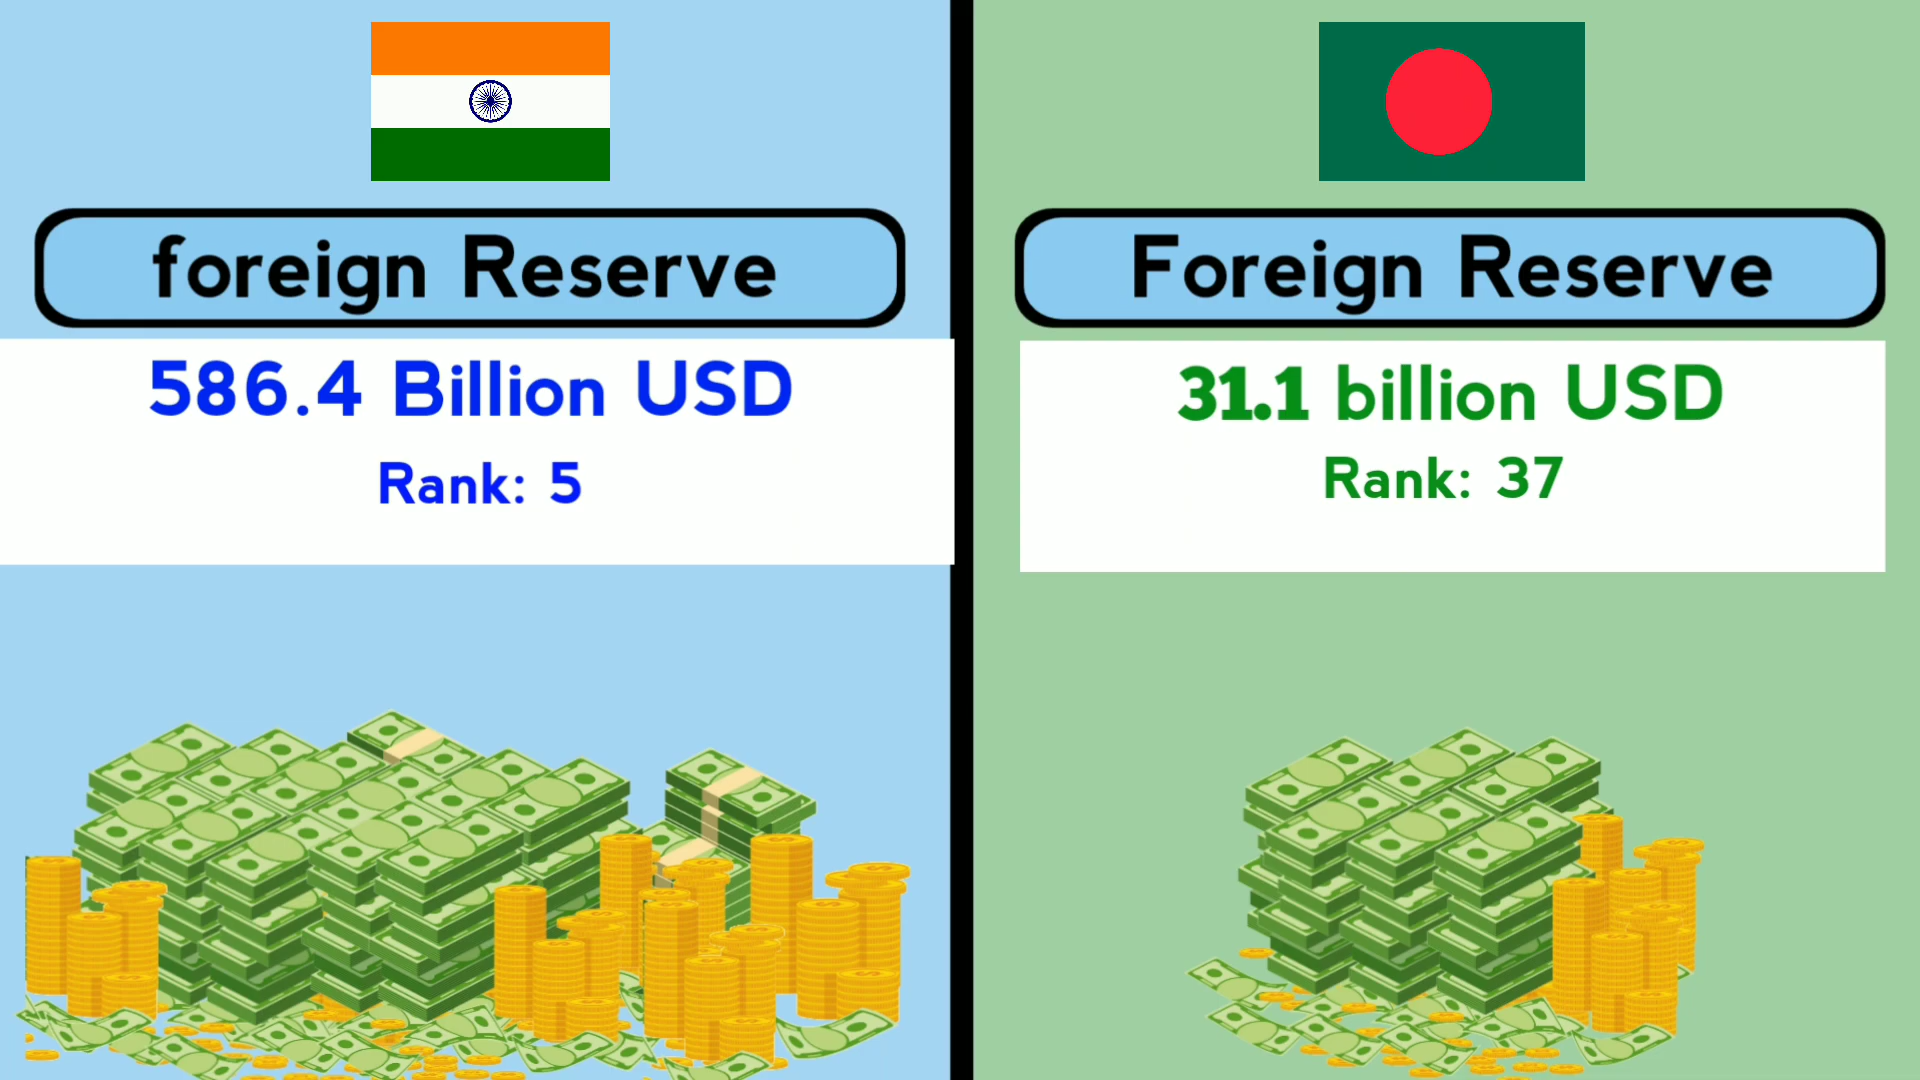 foreign Reserve
586.4 Billion USD
Rank: 5
Foreign Reserve
31.1 billion USD
Rank: 37